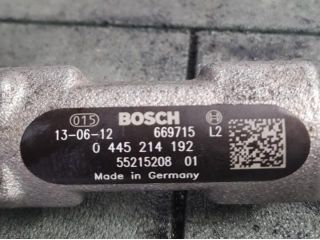 015 BOSCH
13-06-12 669715 L2
0 445 214 192
55215208 01
Made in Germany